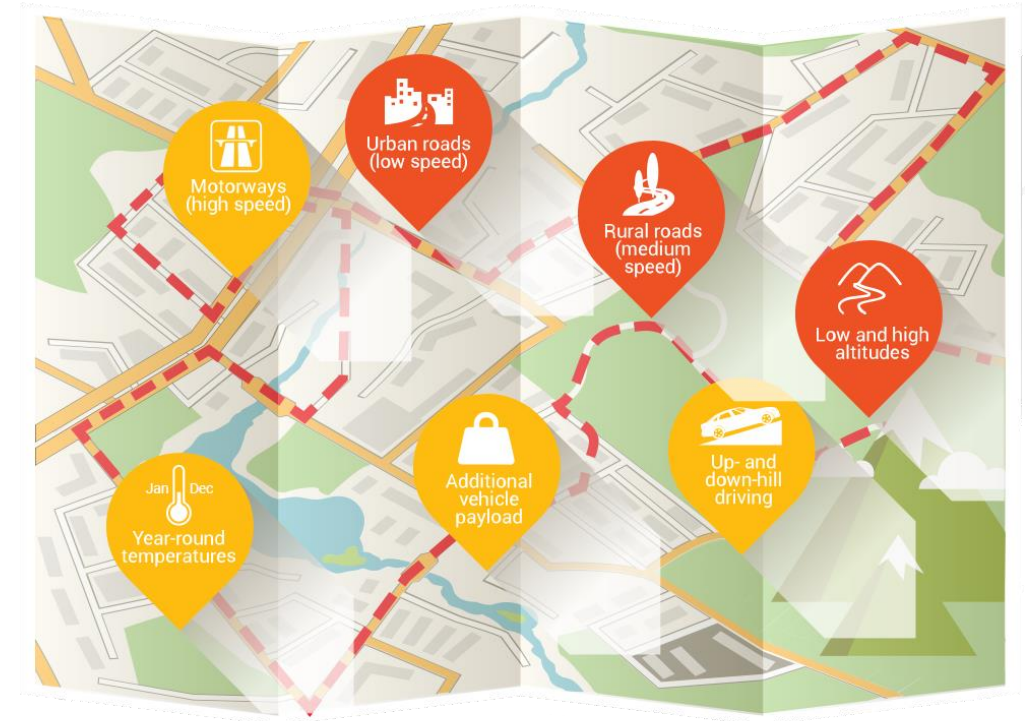 Urban roads
(low speed)
Motorways
(high speed)
Rural roads
(medium
speed)
Low and high
altitudes
Additional
vehicle
payload
Up- and
down-hill
driving
Jan Dec
Year-round
temperatures